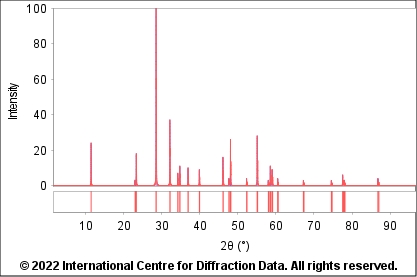 100
80
60
40
20
0
Intensity
10 20 30 40 50 60 70 80 90
2θ (°)
© 2022 International Centre for Diffraction Data. All rights reserved.